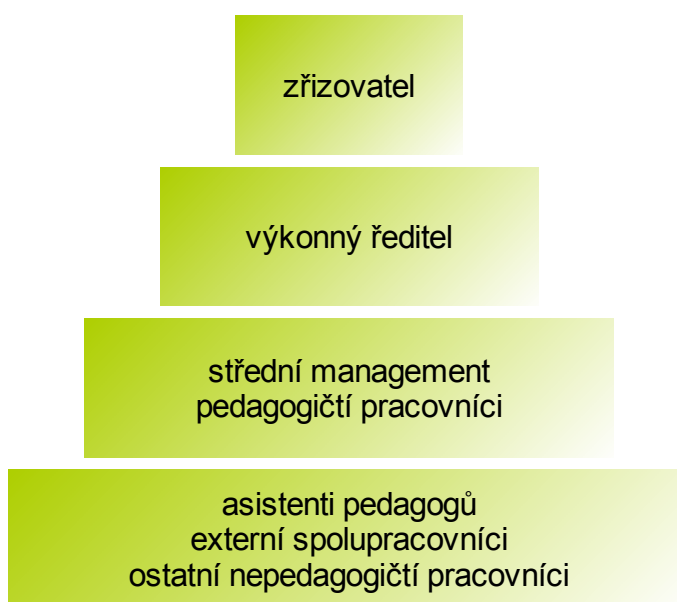 zřizovatel
výkonný ředitel
střední management
pedagogičtí pracovníci
asistenti pedagogů
externí spolupracovníci
ostatní nepedagogičtí pracovníci